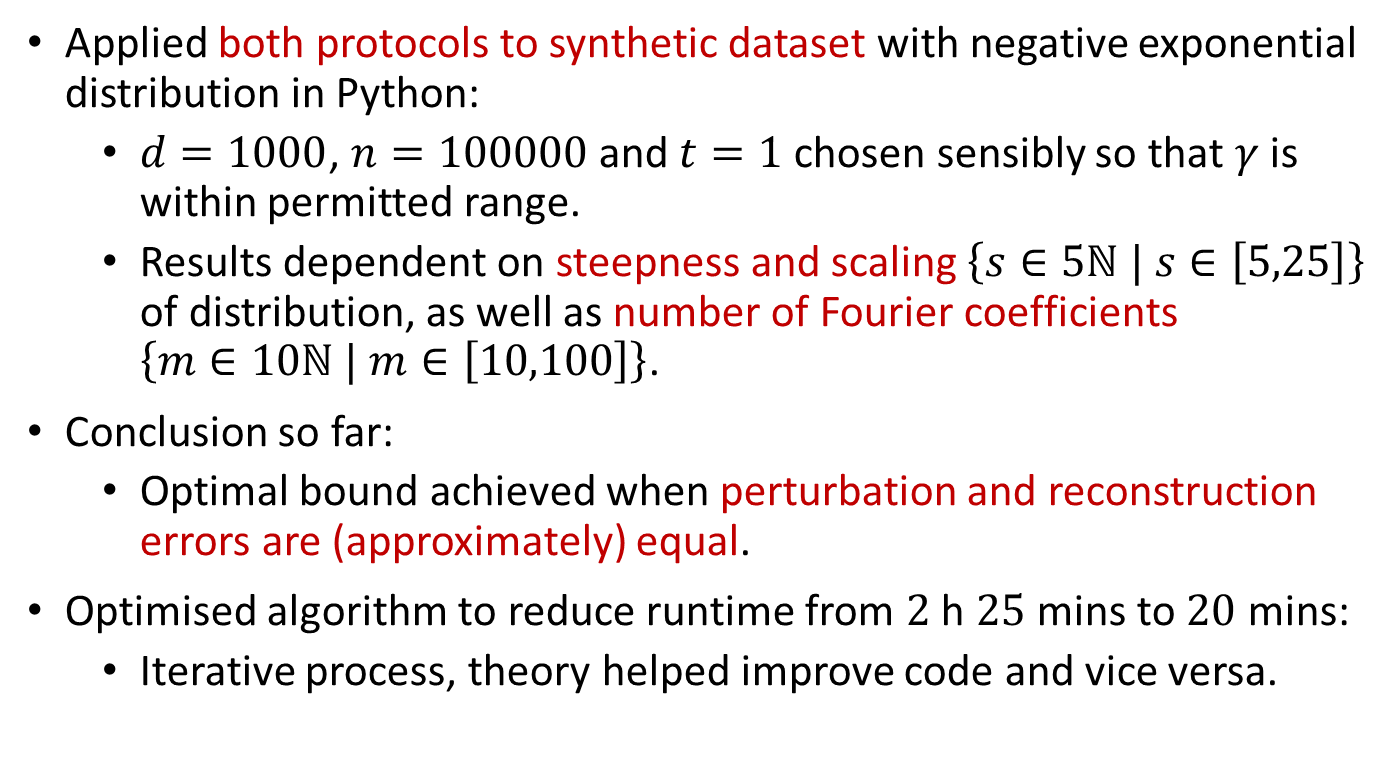 • Applied both protocols to synthetic dataset with negative exponential
distribution in Python:
• d = 1000, n = 100000 and t = 1 chosen sensibly so that γ is
within permitted range.
• Results dependent on steepness and scaling {s ∈ 5ℕ | s ∈ [5,25]}
of distribution, as well as number of Fourier coefficients
{m ∈ 10ℕ | m ∈ [10,100]}.
• Conclusion so far:
• Optimal bound achieved when perturbation and reconstruction
errors are (approximately) equal.
• Optimised algorithm to reduce runtime from 2 h 25 mins to 20 mins:
• Iterative process, theory helped improve code and vice versa.